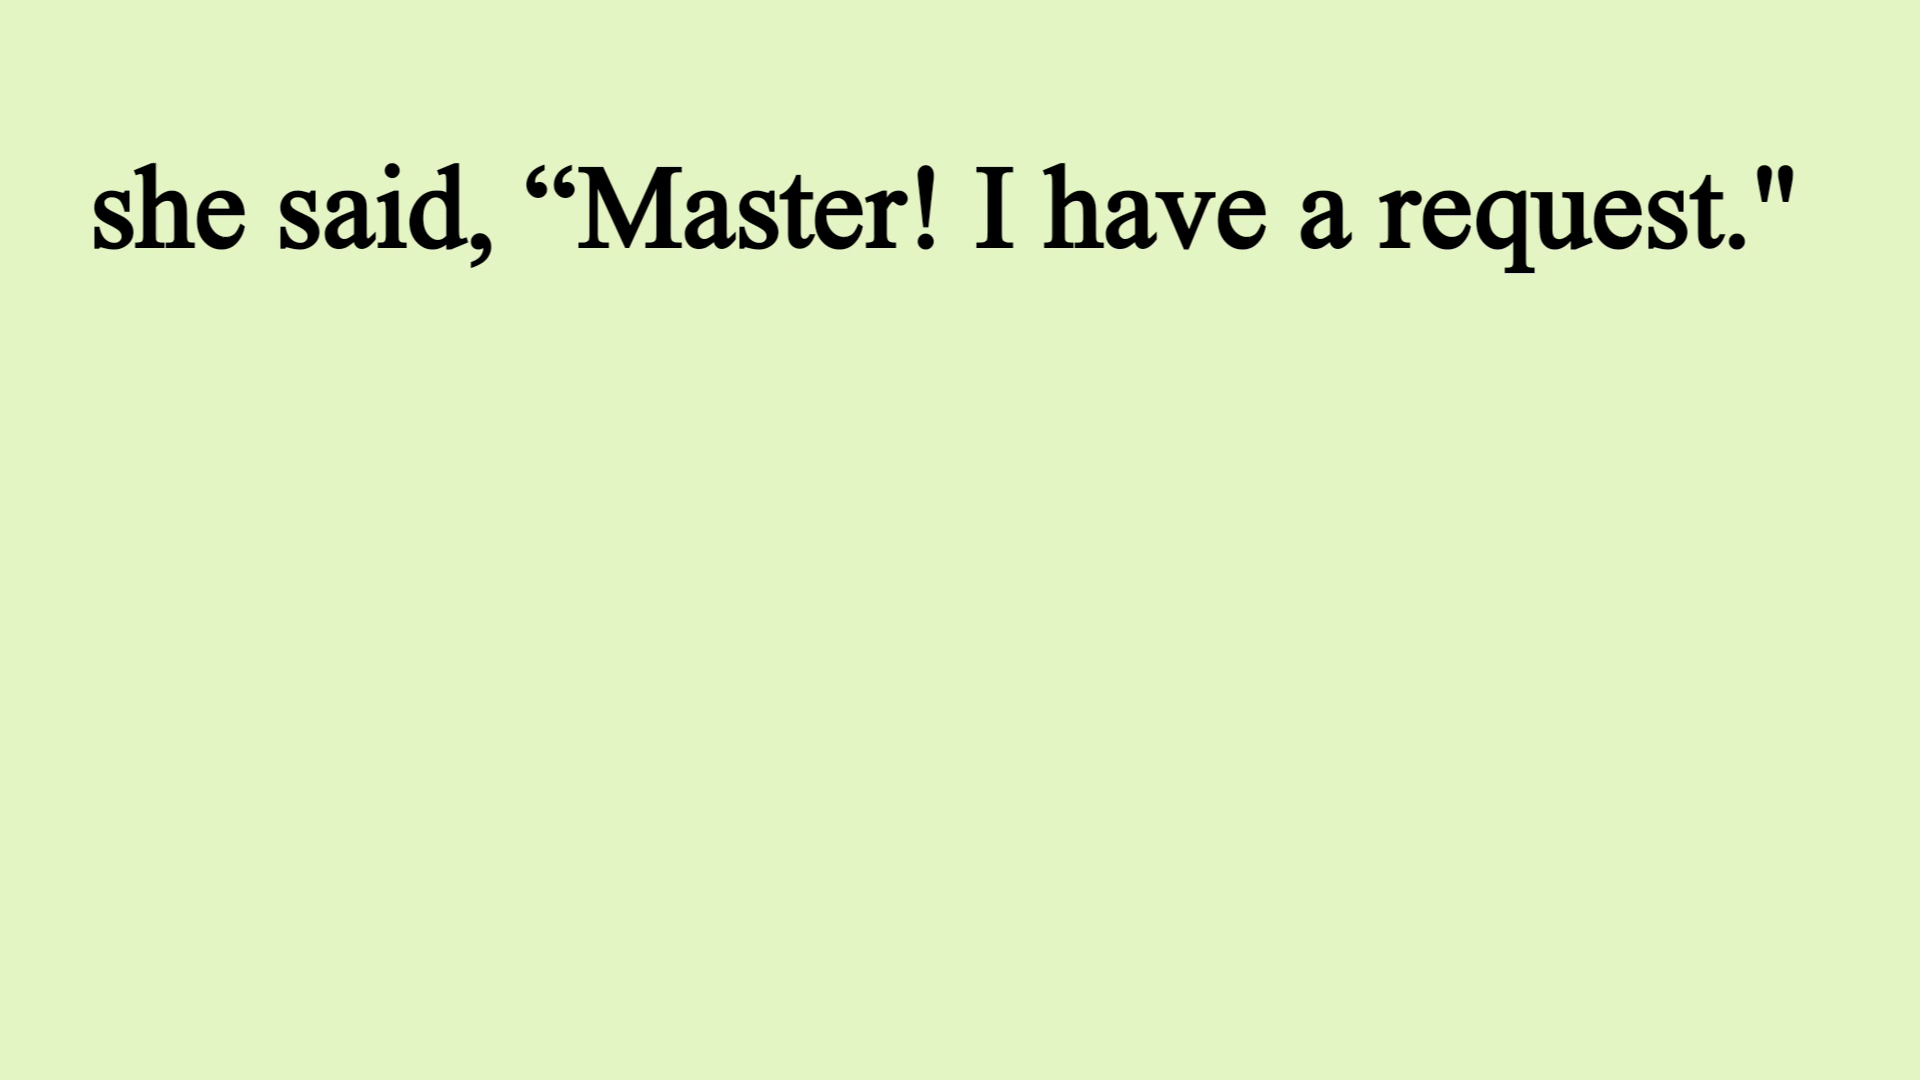 she said, “Master! I have a request."